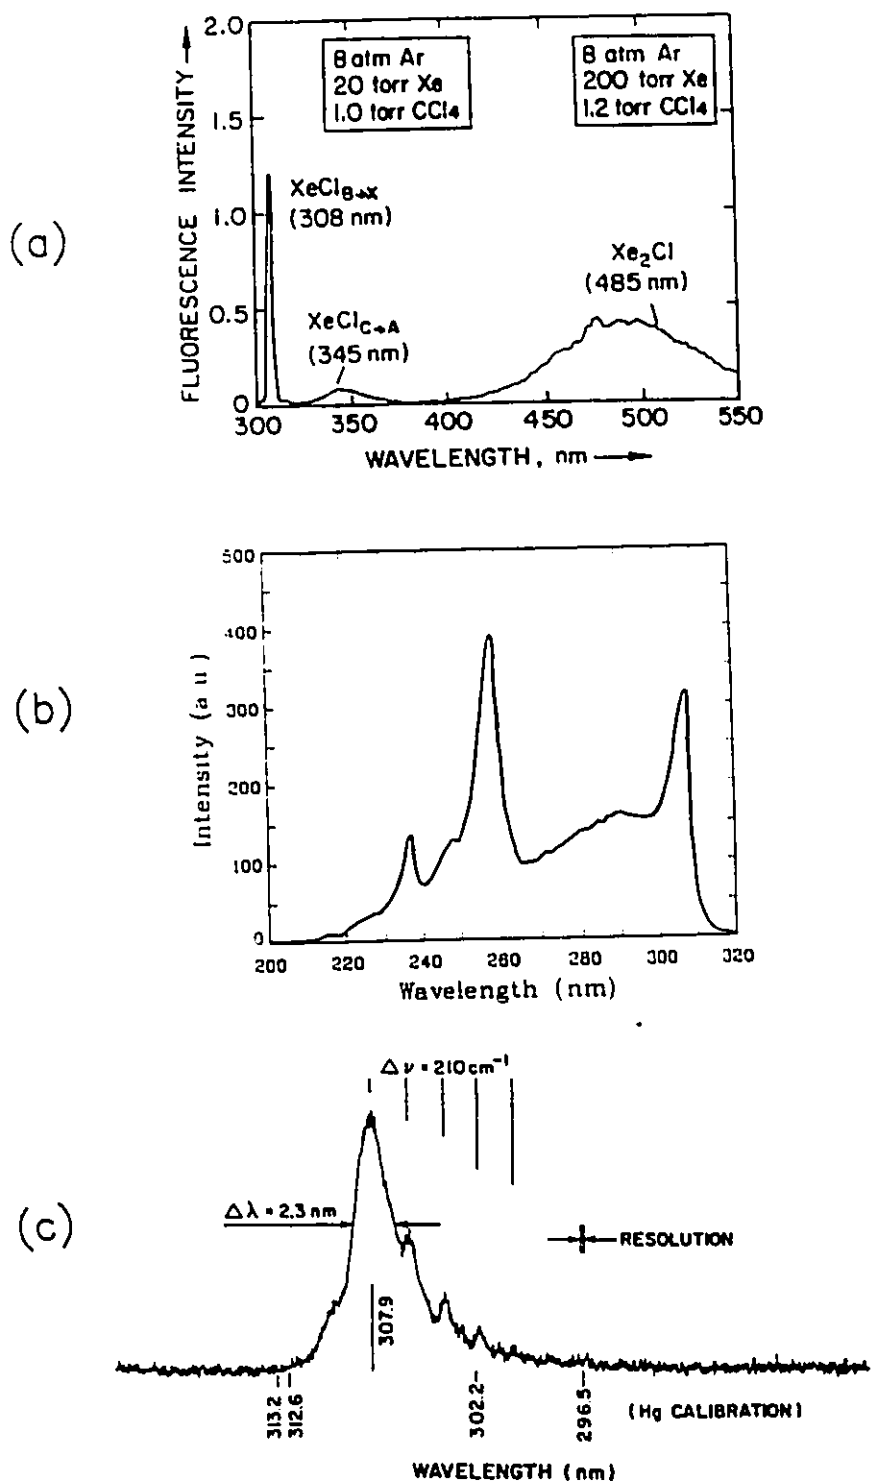 (a)
FLUORESCENCE INTENSITY
2.0
1.5
1.0
0.5
0
8 atm Ar
20 torr Xe
1.0 torr CCl4
8 atm Ar
200 torr Xe
1.2 torr CCl4
XeCl B→X
(308 nm)
XeCl C→A
(345 nm)
Xe2Cl
(485 nm)
300 350 400 450 500 550
WAVELENGTH, nm
(b)
Intensity (a u)
500
400
300
200
100
0
200 220 240 260 280 300 320
Wavelength (nm)
(c)
Δν = 210 cm⁻¹
Δλ = 2.3 nm
RESOLUTION
307.9
313.2
312.6
302.2
296.5
(Hg CALIBRATION)
WAVELENGTH (nm)